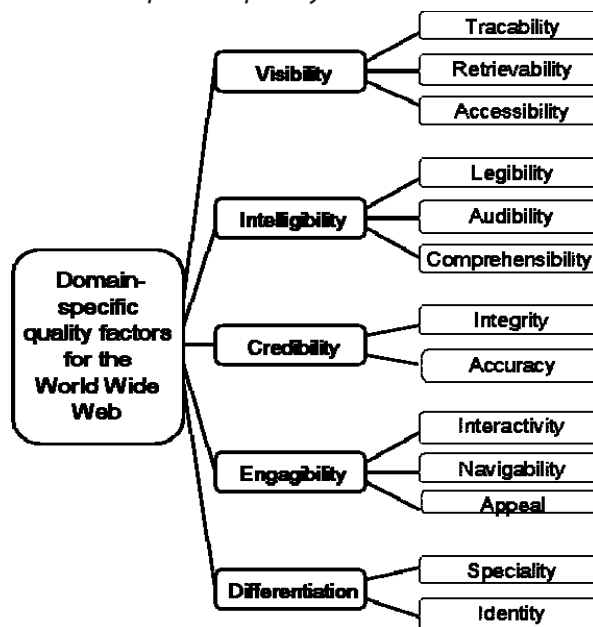 Visibility
Tracability
Retrievability
Accessibility
Intelligibility
Legibility
Audibility
Comprehensibility
Domain-
specific
quality factors
for the
World Wide
Web
Credibility
Integrity
Accuracy
Engagibility
Interactivity
Navigability
Appeal
Differentiation
Speciality
Identity